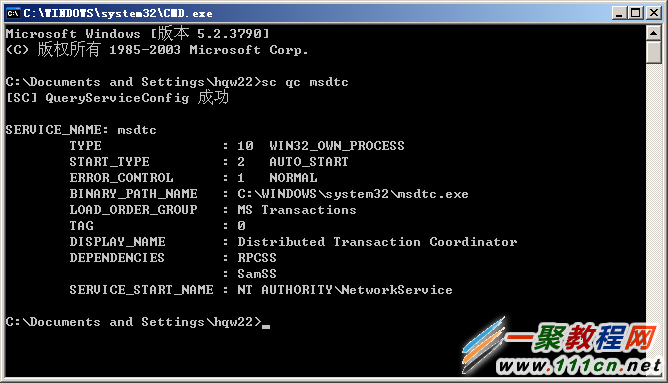 C:\WINDOWS\system32\CMD.exe
Microsoft Windows [版本 5.2.3790]
(C) 版权所有 1985-2003 Microsoft Corp.
C:\Documents and Settings\hqw22>sc qc msdtc
[SC] QueryServiceConfig 成功
SERVICE_NAME: msdtc
TYPE : 10 WIN32_OWN_PROCESS
START_TYPE : 2 AUTO_START
ERROR_CONTROL : 1 NORMAL
BINARY_PATH_NAME : C:\WINDOWS\system32\msdtc.exe
LOAD_ORDER_GROUP : MS Transactions
TAG : 0
DISPLAY_NAME : Distributed Transaction Coordinator
DEPENDENCIES : RPCSS
: SamSS
SERVICE_START_NAME : NT AUTHORITY\NetworkService
C:\Documents and Settings\hqw22>_
一聚教程网
www.111cn.net